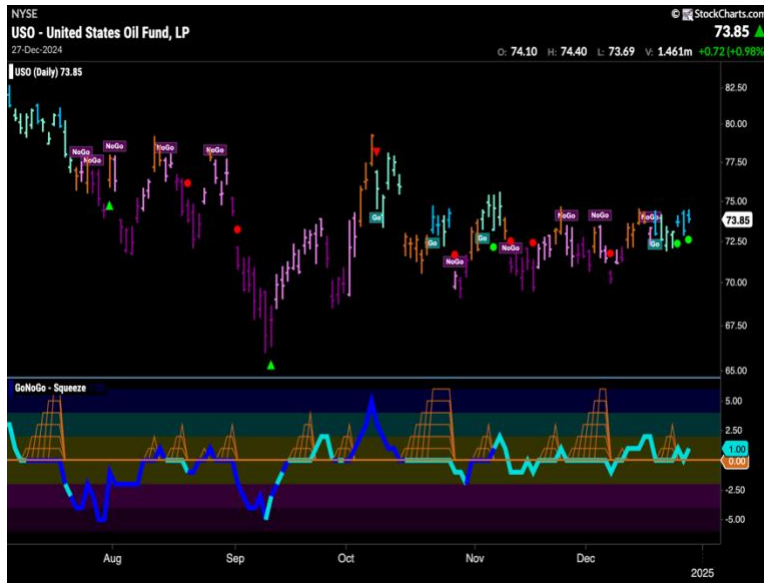 NYSE
© StockCharts.com
USO - United States Oil Fund, LP
73.85
27-Dec-2024
O: 74.10 H: 74.40 L: 73.69 V: 1.461m +0.72 (+0.98%)
USO (Daily) 73.85
82.50
80.00
77.50
75.00
73.85
72.50
70.00
67.50
65.00
NoGo
NoGo
NoGo
NoGo
NoGo
Go
Go
NoGo
Go
NoGo
NoGo
NoGo
NoGo
Go
GoNoGo - Squeeze
5.00
2.50
1.00
0.00
-2.50
-5.00
Aug Sep Oct Nov Dec
2025